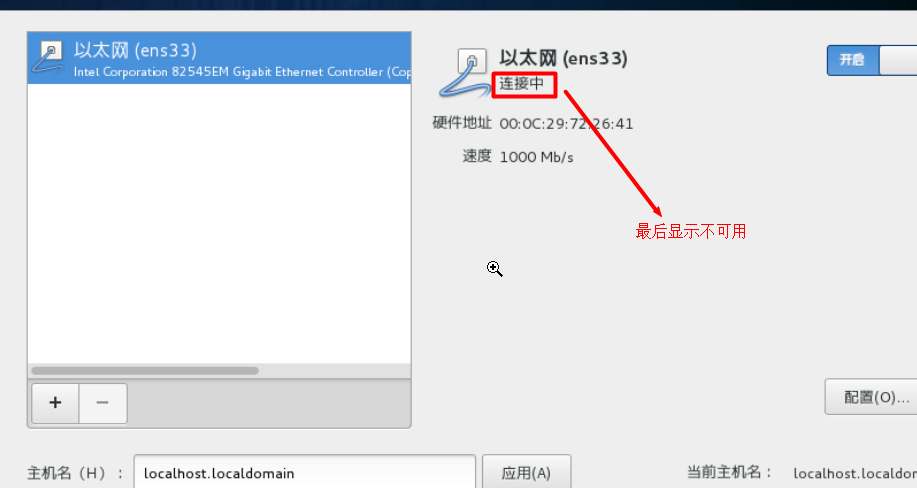 以太网 (ens33)
Intel Corporation 82545EM Gigabit Ethernet Controller (Cop
以太网 (ens33)
连接中
开启
硬件地址 00:0C:29:72:26:41
速度 1000 Mb/s
最后显示不可用
+ −
配置(O)...
主机名（H）： localhost.localdomain 应用(A) 当前主机名： localhost.localdor